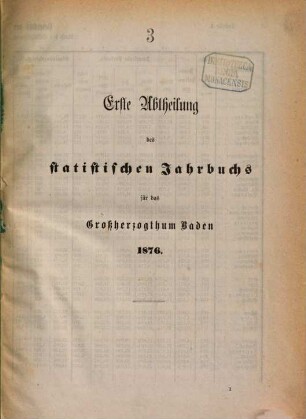 3
Erste Abtheilung
des
statistischen Jahrbuchs
für das
Großherzogthum Baden
1876.
1